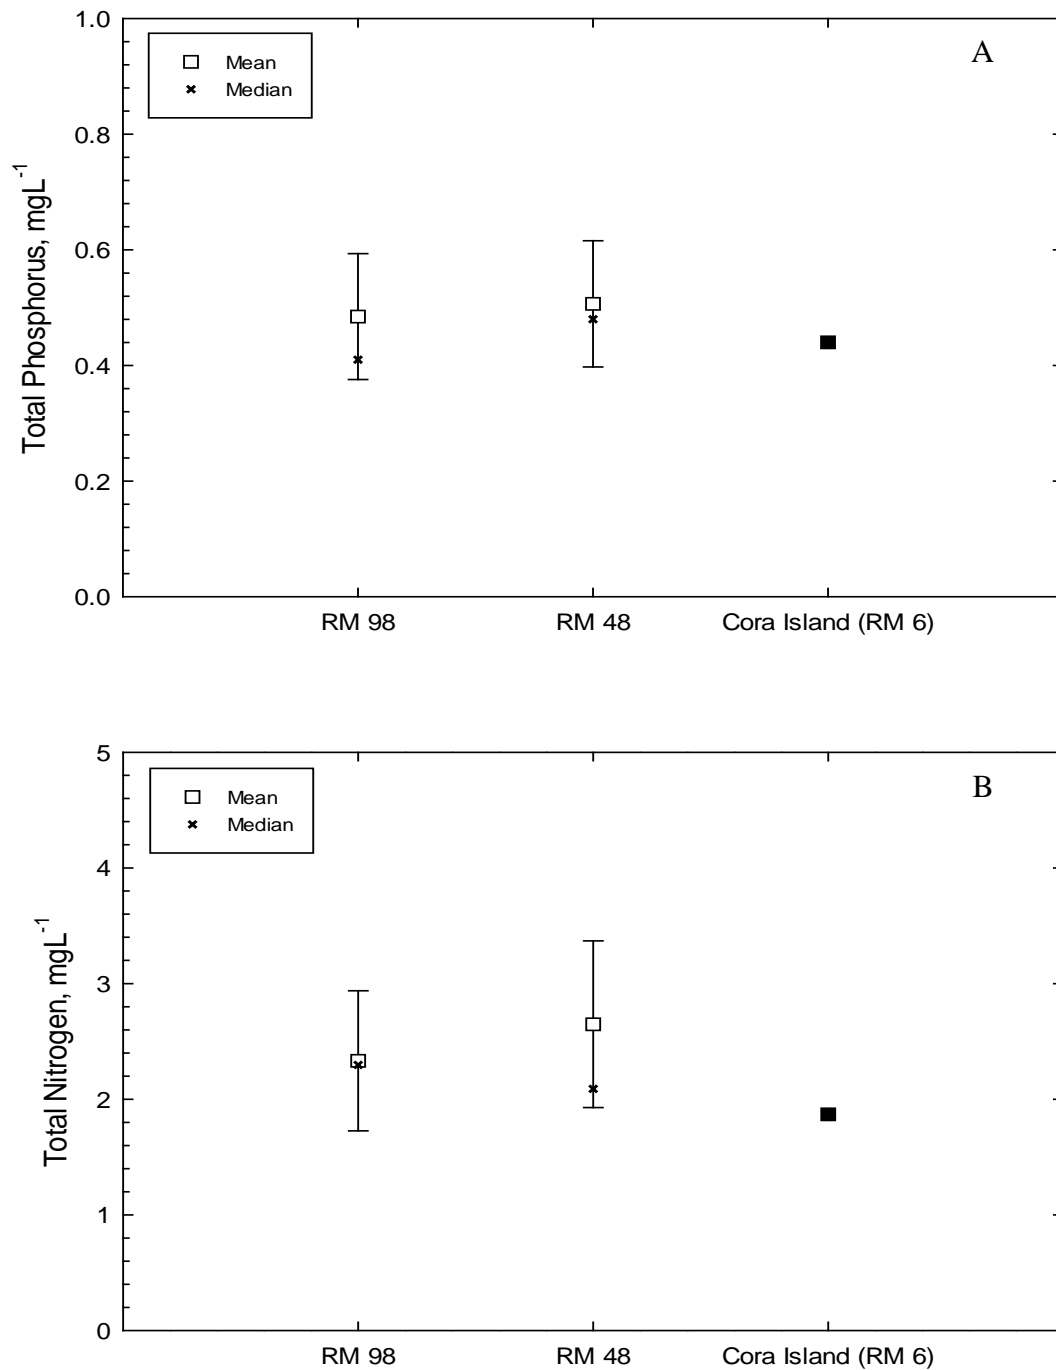 A
Mean
Median
Total Phosphorus, mgL-1
1.0
0.8
0.6
0.4
0.2
0.0
RM 98 RM 48 Cora Island (RM 6)
B
Mean
Median
Total Nitrogen, mgL-1
5
4
3
2
1
0
RM 98 RM 48 Cora Island (RM 6)